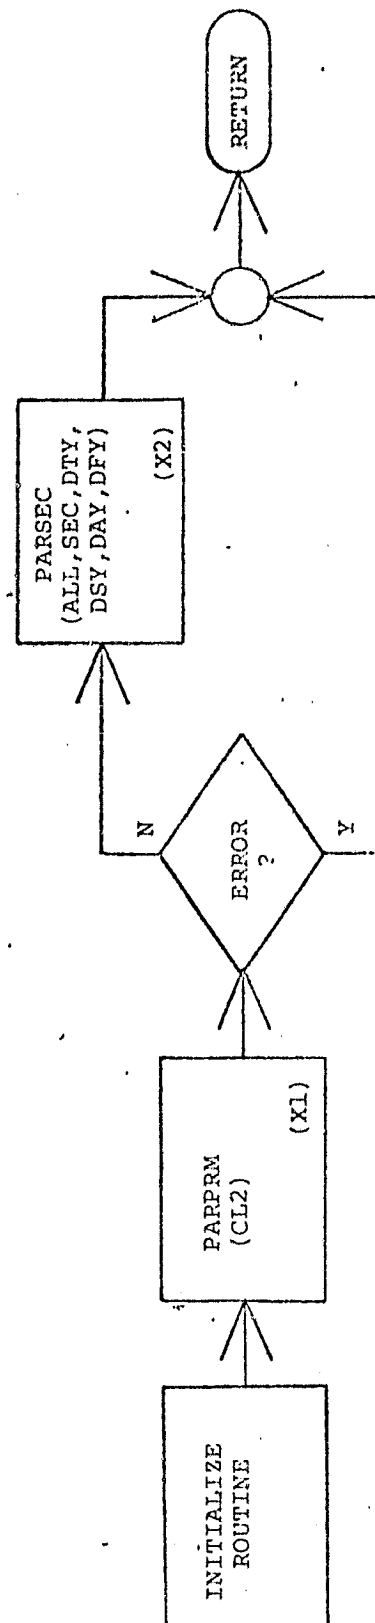 INITIALIZE
ROUTINE
PARPRM
(CL2)
(X1)
ERROR
?
N
Y
PARSEC
(ALL,SEC,DTY,
DSY,DAY,DFY)
(X2)
RETURN